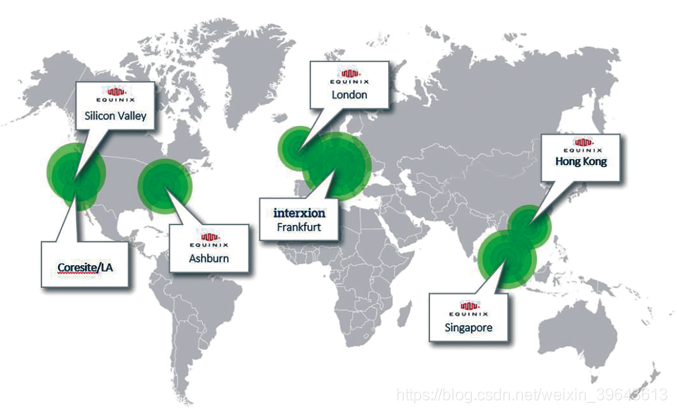 EQUINIX
London
EQUINIX
Silicon Valley
EQUINIX
Hong Kong
interxion
Frankfurt
EQUINIX
Ashburn
Coresite/LA
EQUINIX
Singapore
https://blog.csdn.net/weixin_39643613